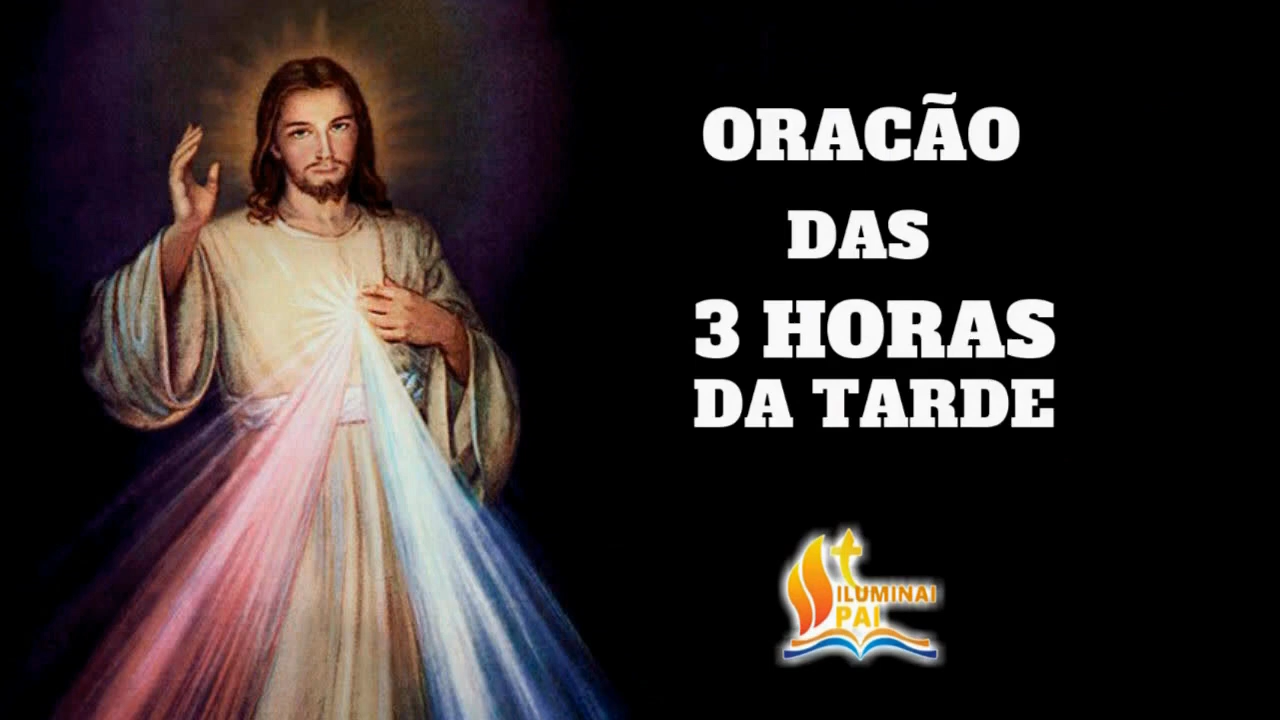 ORACÃO
DAS
3 HORAS
DA TARDE
ILUMINAI
PAI